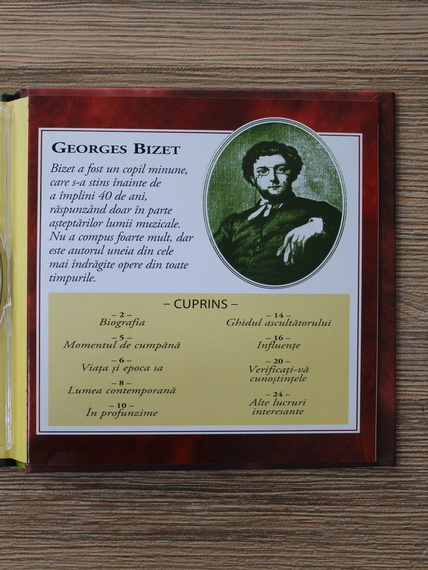 GEORGES BIZET
Bizet a fost un copil minune,
care s-a stins înainte de
a împlini 40 de ani,
răspunzând doar în parte
așteptărilor lumii muzicale.
Nu a compus foarte mult, dar
este autorul uneia din cele
mai îndrăgite opere din toate
timpurile.
– CUPRINS –
– 2 –
Biografia
– 5 –
Momentul de cumpănă
– 6 –
Viața și epoca sa
– 8 –
Lumea contemporană
– 10 –
În profunzime
– 14 –
Ghidul ascultătorului
– 16 –
Influențe
– 20 –
Verificați-vă
cunoștințele
– 24 –
Alte lucruri
interesante